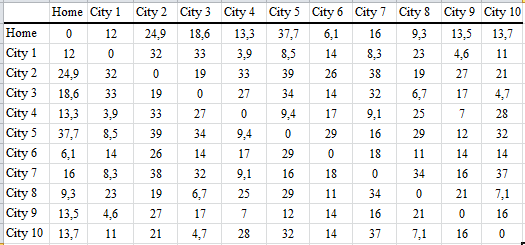 Home City 1 City 2 City 3 City 4 City 5 City 6 City 7 City 8 City 9 City 10
Home 0 12 24,9 18,6 13,3 37,7 6,1 16 9,3 13,5 13,7
City 1 12 0 32 33 3,9 8,5 14 8,3 23 4,6 11
City 2 24,9 32 0 19 33 39 26 38 19 27 21
City 3 18,6 33 19 0 27 34 14 32 6,7 17 4,7
City 4 13,3 3,9 33 27 0 9,4 17 9,1 25 7 28
City 5 37,7 8,5 39 34 9,4 0 29 16 29 12 32
City 6 6,1 14 26 14 17 29 0 18 11 14 14
City 7 16 8,3 38 32 9,1 16 18 0 34 16 37
City 8 9,3 23 19 6,7 25 29 11 34 0 21 7,1
City 9 13,5 4,6 27 17 7 12 14 16 21 0 16
City 10 13,7 11 21 4,7 28 32 14 37 7,1 16 0